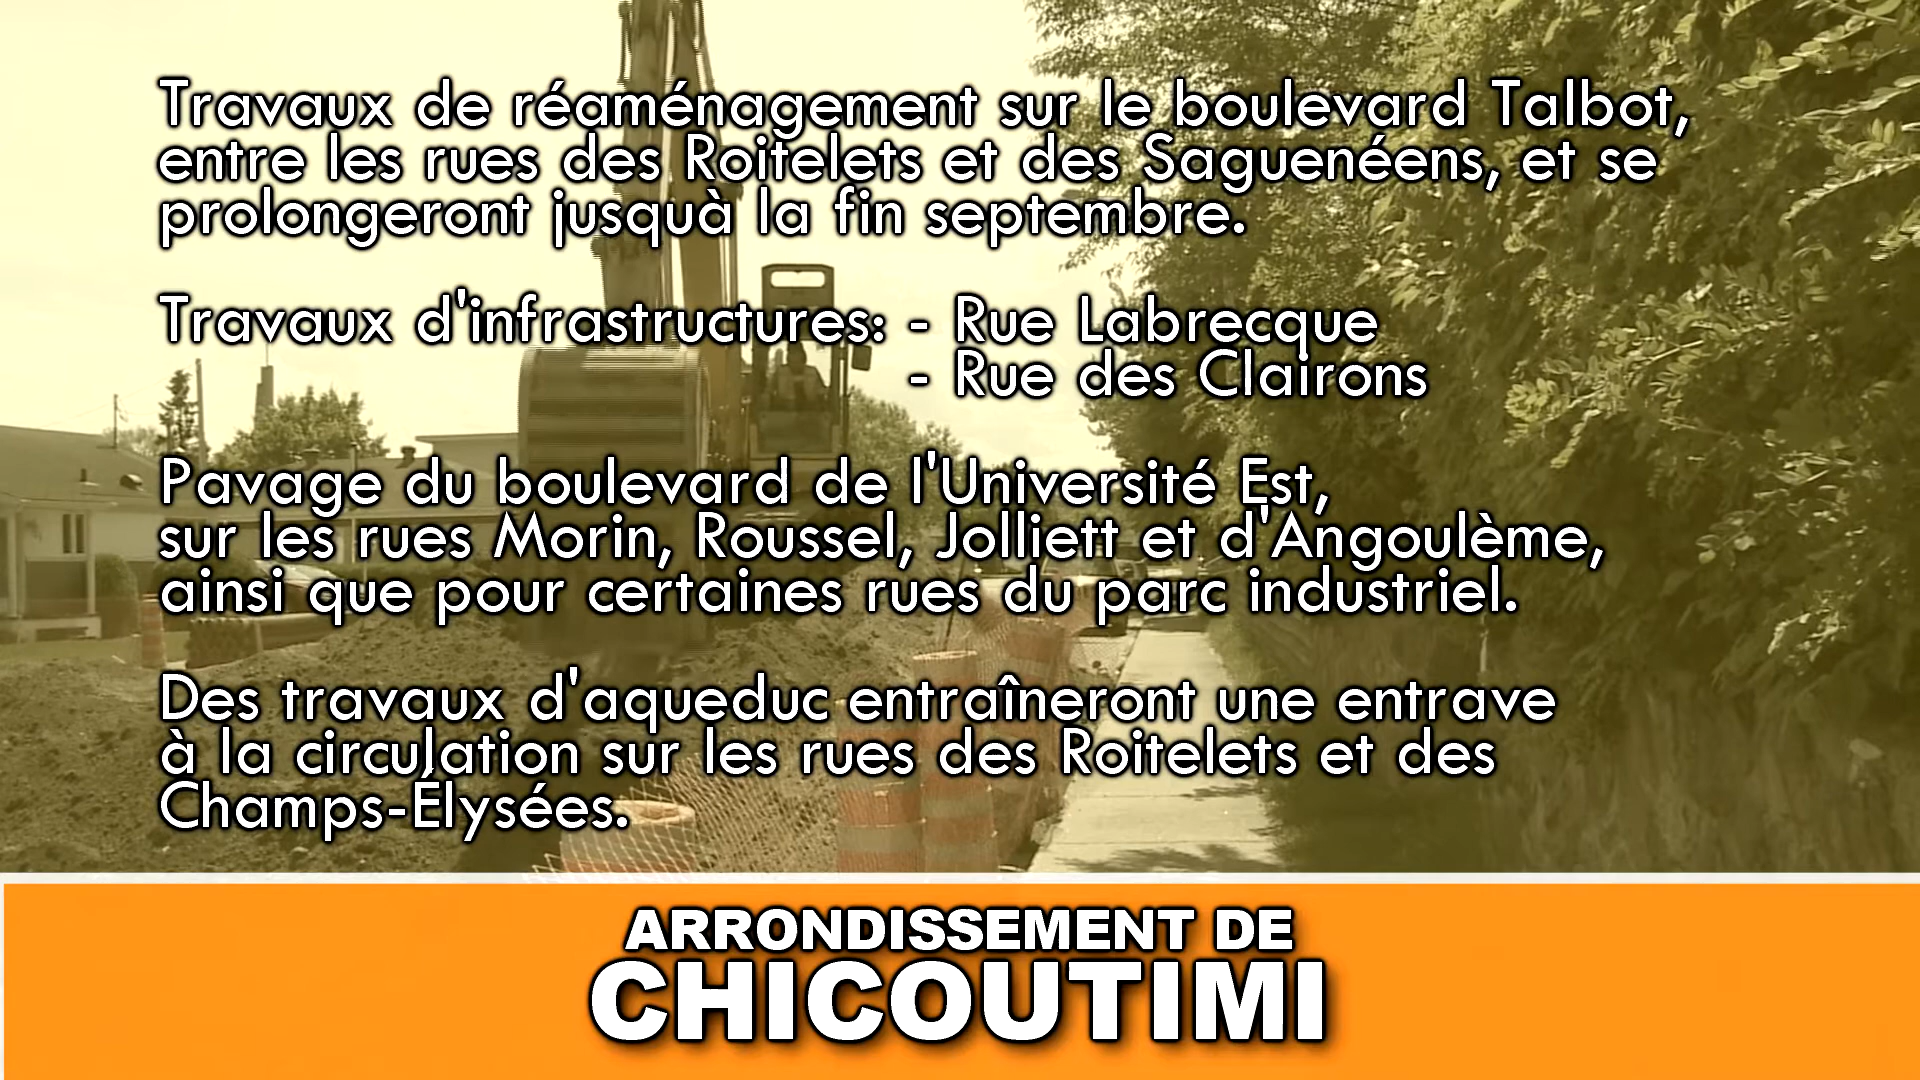 Travaux de réaménagement sur le boulevard Talbot,
entre les rues des Roitelets et des Saguenéens, et se
prolongeront jusquà la fin septembre.
Travaux d'infrastructures: - Rue Labrecque
- Rue des Clairons
Pavage du boulevard de l'Université Est,
sur les rues Morin, Roussel, Jolliett et d'Angoulème,
ainsi que pour certaines rues du parc industriel.
Des travaux d'aqueduc entraîneront une entrave
à la circulation sur les rues des Roitelets et des
Champs-Élysées.
ARRONDISSEMENT DE
CHICOUTIMI